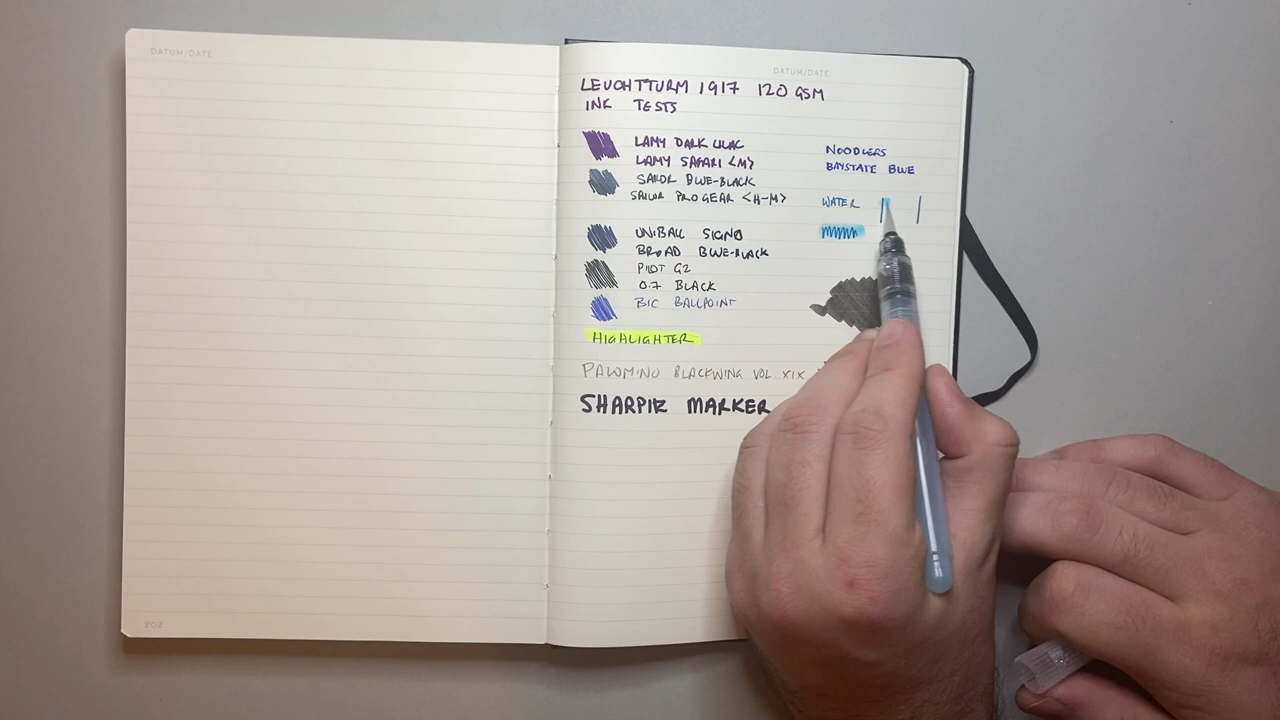 DATUM/DATE
202
DATUM/DATE
LEUCHTTURM 1917 120 GSM
INK TESTS
LAMY DARK LILAC
LAMY SAFARI <M>
SAILOR BLUE-BLACK
SAILOR PRO GEAR <H-M>
UNIBALL SIGNO
BROAD BLUE-BLACK
PILOT G2
0.7 BLACK
BIC BALLPOINT
HIGHLIGHTER
PALOMINO BLACKWING VOL. XIX
SHARPIE MARKER
NOODLERS
BAYSTATE BLUE
WATER